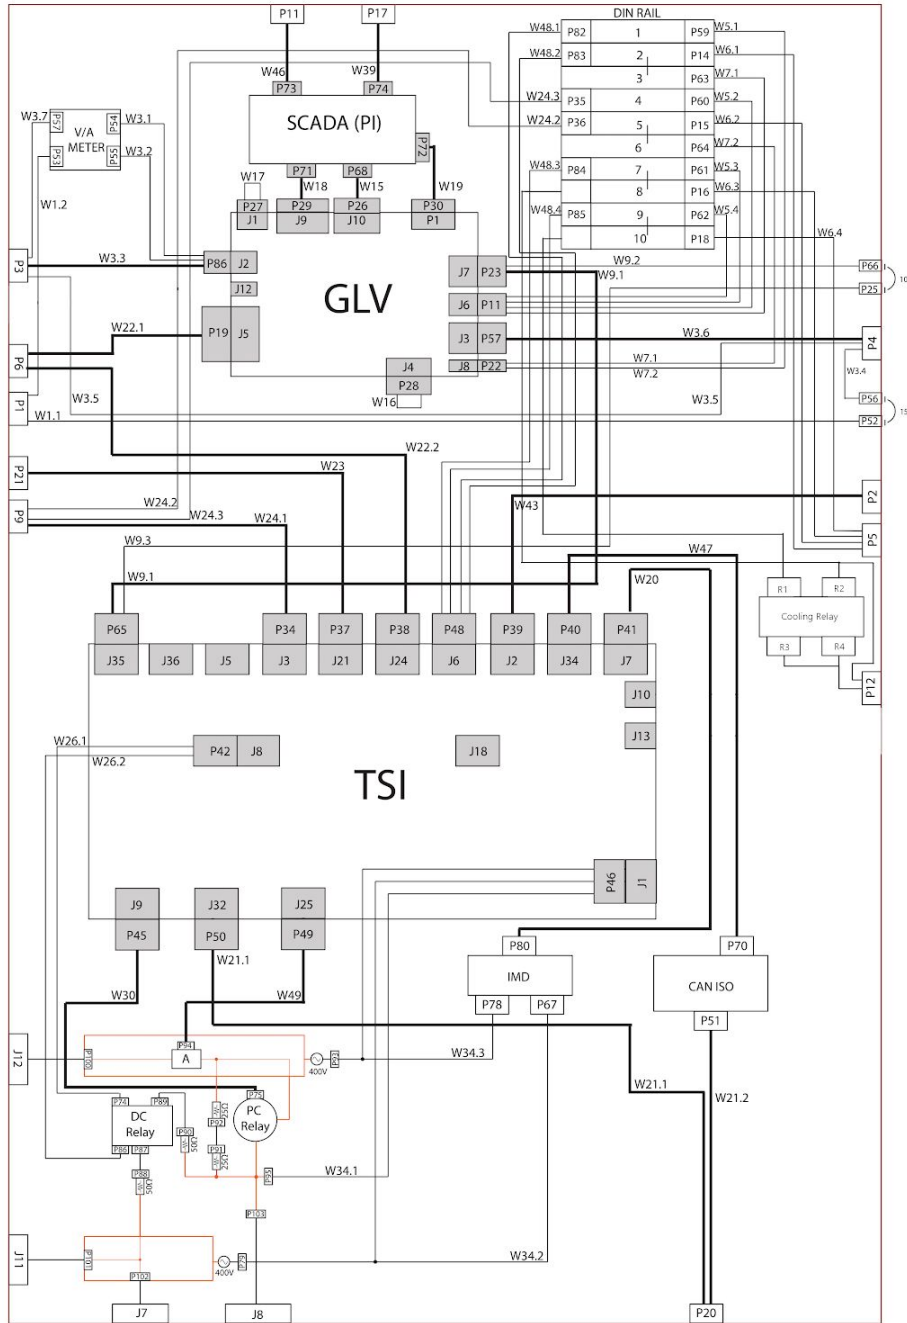 P11
P17
DIN RAIL
W48.1
P82
1
P59
W5.1
W48.2
P83
2
P14
W6.1
W46
W39
3
P63
W7.1
P73
P74
W24.3
P35
4
P60
W5.2
W3.7
P57
P54
W3.1
SCADA (PI)
W24.2
P36
5
P15
W6.2
V/A
METER
P72
6
P64
W7.2
P53
P55
W3.2
P71
P68
W48.3
P84
7
P61
W5.3
W17
W18
W15
W19
8
P16
W6.3
W1.2
P27
P29
P26
P30
W48.4
P85
9
P62
W5.4
J1
J9
J10
P1
10
P18
W6.4
P3
W3.3
P86
J2
J7
P23
W9.2
W9.1
P66
10
J12
GLV
P25
W22.1
P19
J5
J6
P11
J3
P57
W3.6
P4
P6
J4
J8
P22
W7.1
W7.2
W3.4
P28
P1
W3.5
W16
W3.5
P56
15
W1.1
P52
W22.2
P21
W23
P2
W24.2
W43
P9
W24.3
W24.1
P5
W9.3
W47
W9.1
W20
R1
R2
P65
P34
P37
P38
P48
P39
P40
P41
Cooling Relay
J35
J36
J5
J3
J21
J24
J6
J2
J34
J7
R3
R4
P12
J10
W26.1
P42
J8
J18
J13
W26.2
TSI
P46
J1
J9
J32
J25
P45
P50
P49
P80
P70
W21.1
IMD
CAN ISO
W30
W49
P78
P67
P51
J12
P100
P94
A
400V
P93
W34.3
W21.1
W21.2
P74
P89
P75
DC
Relay
PC
Relay
25Ω
P92
P90
50Ω
P91
25Ω
P86
P87
P88
50Ω
P95
W34.1
P103
J11
P101
400V
P79
W34.2
P102
J7
J8
P20